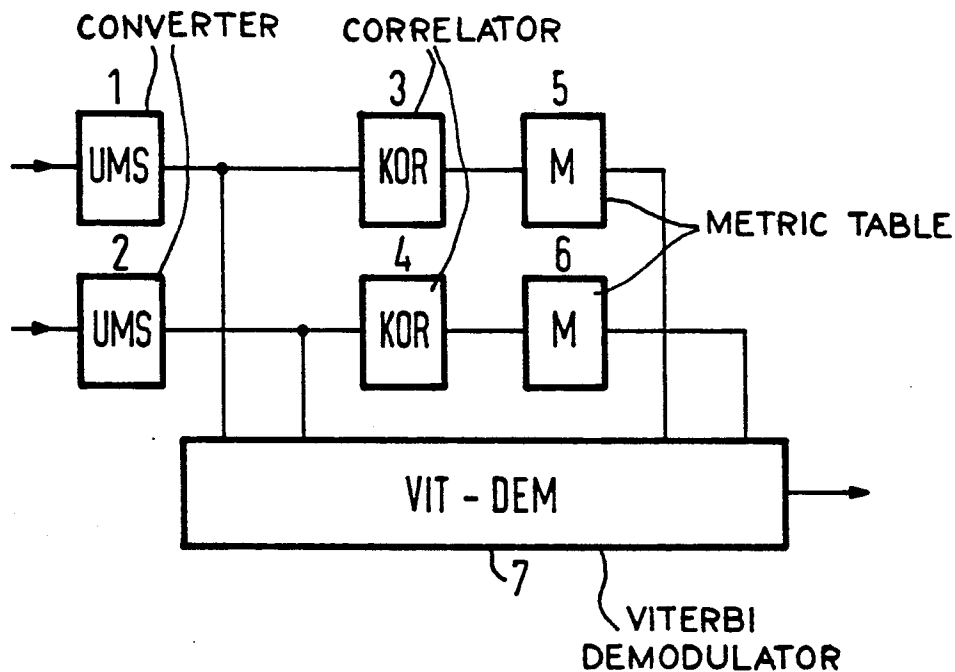 CONVERTER
CORRELATOR
1
3
5
UMS
KOR
M
METRIC TABLE
2
4
6
UMS
KOR
M
VIT - DEM
7
VITERBI
DEMODULATOR